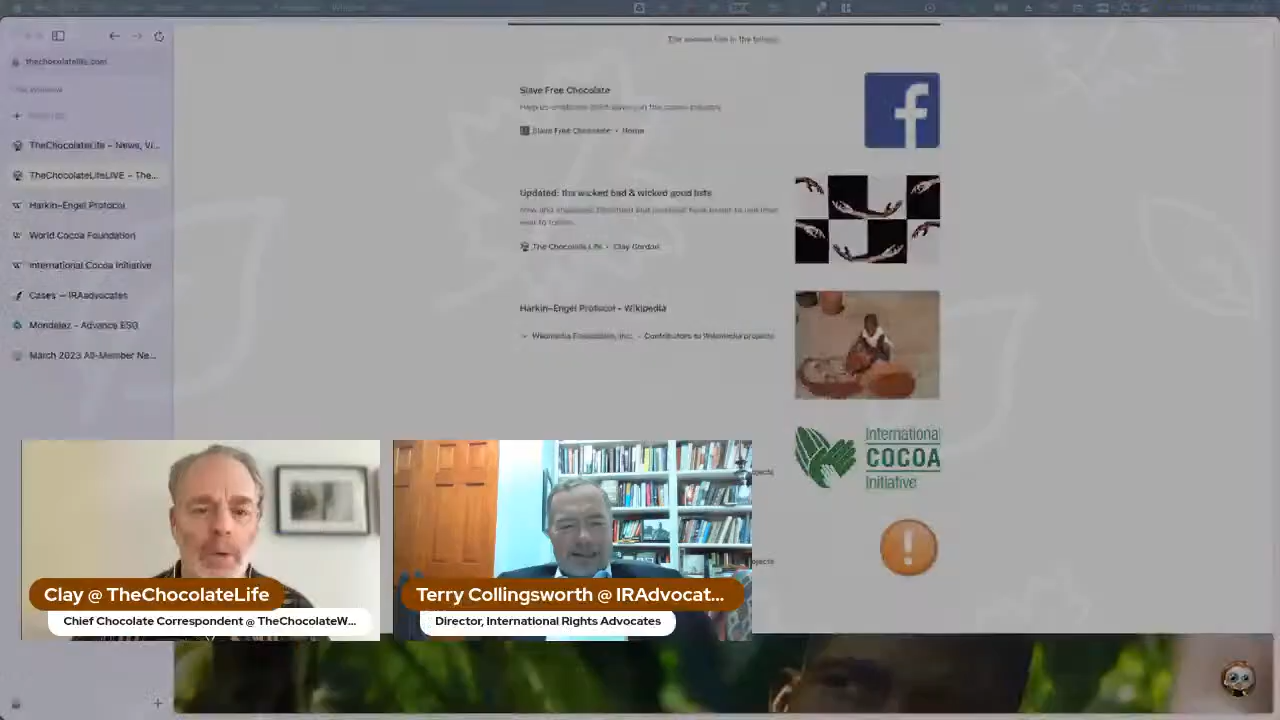 thechocolatelife.com
TheChocolateLife – News, Vi...
TheChocolateLifeLIVE – The...
Harkin–Engel Protocol
World Cocoa Foundation
International Cocoa Initiative
Cases — IRAadvocates
Mondelez - Advance ESG
March 2023 All-Member Ne...
Slave Free Chocolate
Slave Free Chocolate • Home
Updated: the wicked bad & wicked good lists
The Chocolate Life • Clay Gordon
Harkin–Engel Protocol - Wikipedia
Wikimedia Foundation, Inc. • Contributors to Wikimedia projects
International
COCOA
Initiative
ojects
ojects
Clay @ TheChocolateLife
Chief Chocolate Correspondent @ TheChocolateW...
Terry Collingsworth @ IRAdvocat...
Director, International Rights Advocates